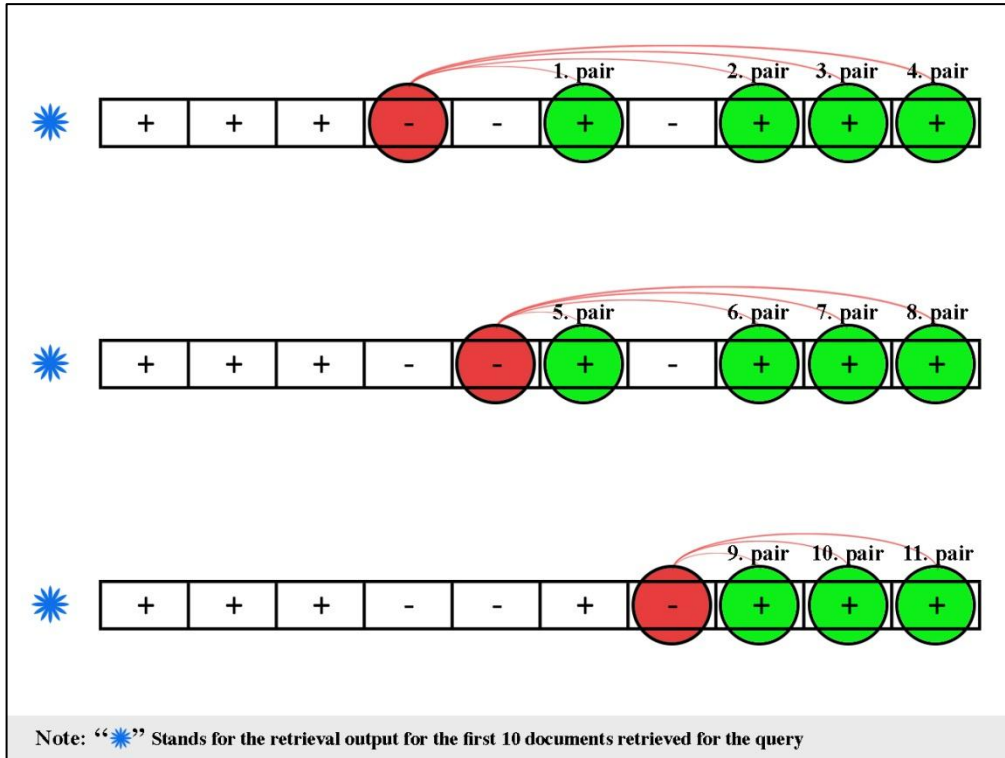 1. pair 2. pair 3. pair 4. pair
+ + + - - + - + + +
5. pair 6. pair 7. pair 8. pair
+ + + - - + - + + +
9. pair 10. pair 11. pair
+ + + - - + - + + +
Note: “✹” Stands for the retrieval output for the first 10 documents retrieved for the query